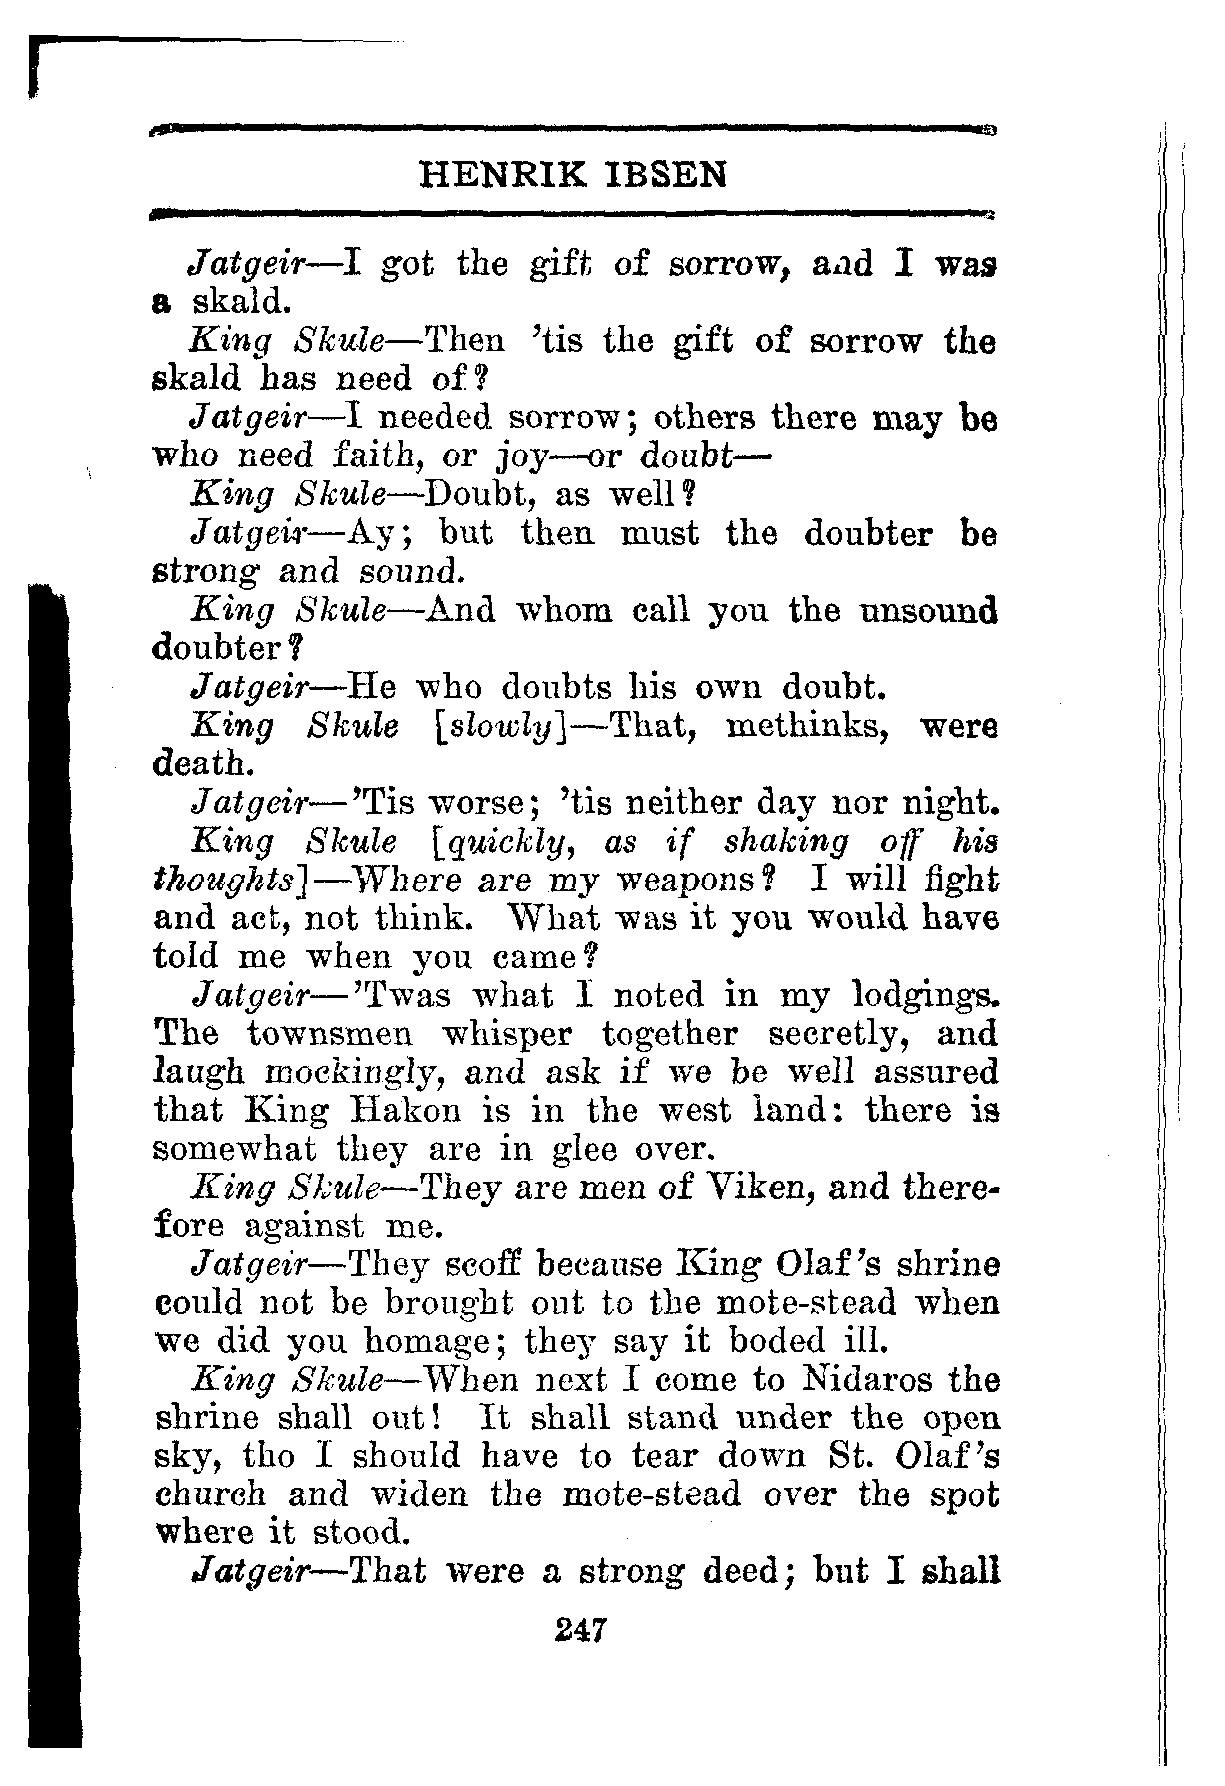 HENRIK IBSEN
Jatgeir—I got the gift of sorrow, and I was
a skald.
King Skule—Then 'tis the gift of sorrow the
skald has need of?
Jatgeir—I needed sorrow; others there may be
who need faith, or joy—or doubt—
King Skule—Doubt, as well?
Jatgeir—Ay; but then must the doubter be
strong and sound.
King Skule—And whom call you the unsound
doubter?
Jatgeir—He who doubts his own doubt.
King Skule [slowly]—That, methinks, were
death.
Jatgeir—'Tis worse; 'tis neither day nor night.
King Skule [quickly, as if shaking off his
thoughts]—Where are my weapons? I will fight
and act, not think. What was it you would have
told me when you came?
Jatgeir—'Twas what I noted in my lodgings.
The townsmen whisper together secretly, and
laugh mockingly, and ask if we be well assured
that King Hakon is in the west land: there is
somewhat they are in glee over.
King Skule—They are men of Viken, and there-
fore against me.
Jatgeir—They scoff because King Olaf's shrine
could not be brought out to the mote-stead when
we did you homage; they say it boded ill.
King Skule—When next I come to Nidaros the
shrine shall out! It shall stand under the open
sky, tho I should have to tear down St. Olaf's
church and widen the mote-stead over the spot
where it stood.
Jatgeir—That were a strong deed; but I shall
247